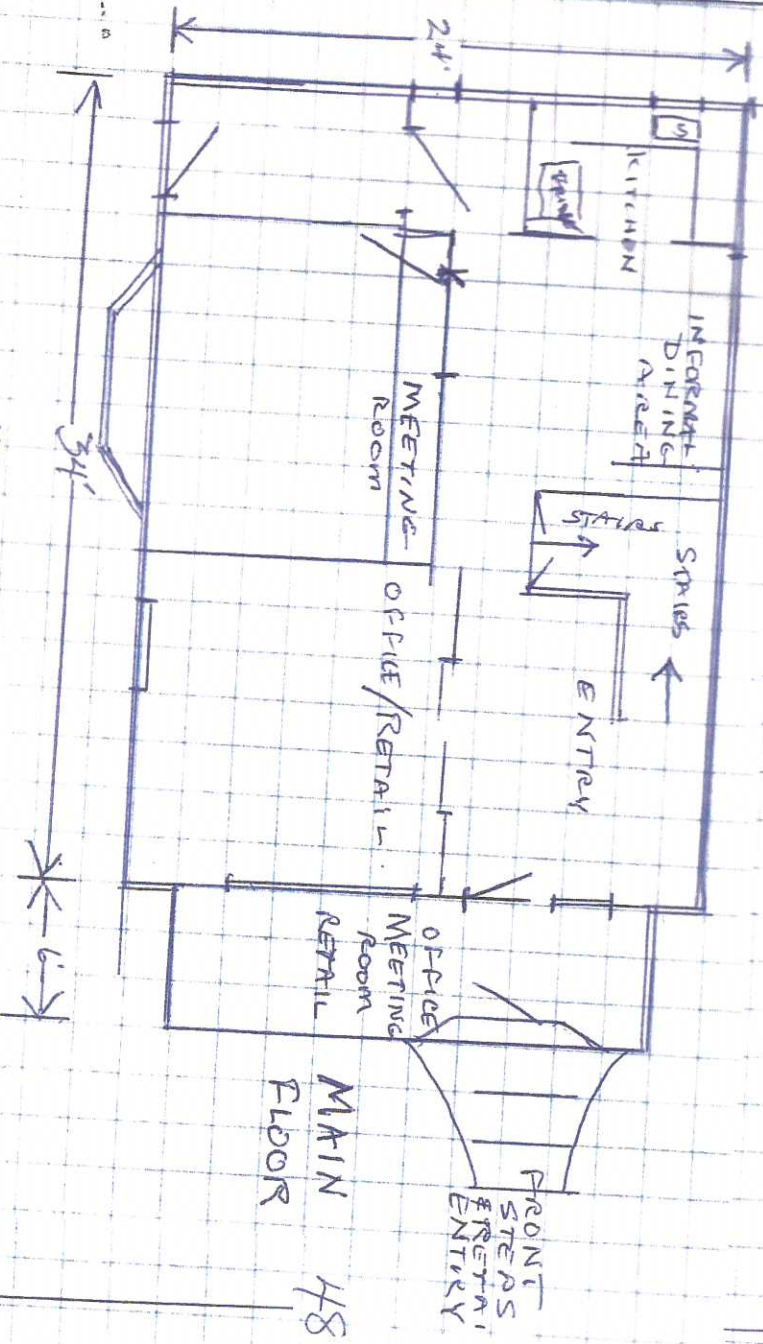 24'
S
KITCHEN
INFORMAL
DINING
AREA
STAIRS
STAIRS
ENTRY
MEETING
ROOM
OFFICE/RETAIL
34'
6'
OFFICE
MEETING
ROOM
RETAIL
FRONT
STEPS
ENTRY
MAIN
FLOOR
48